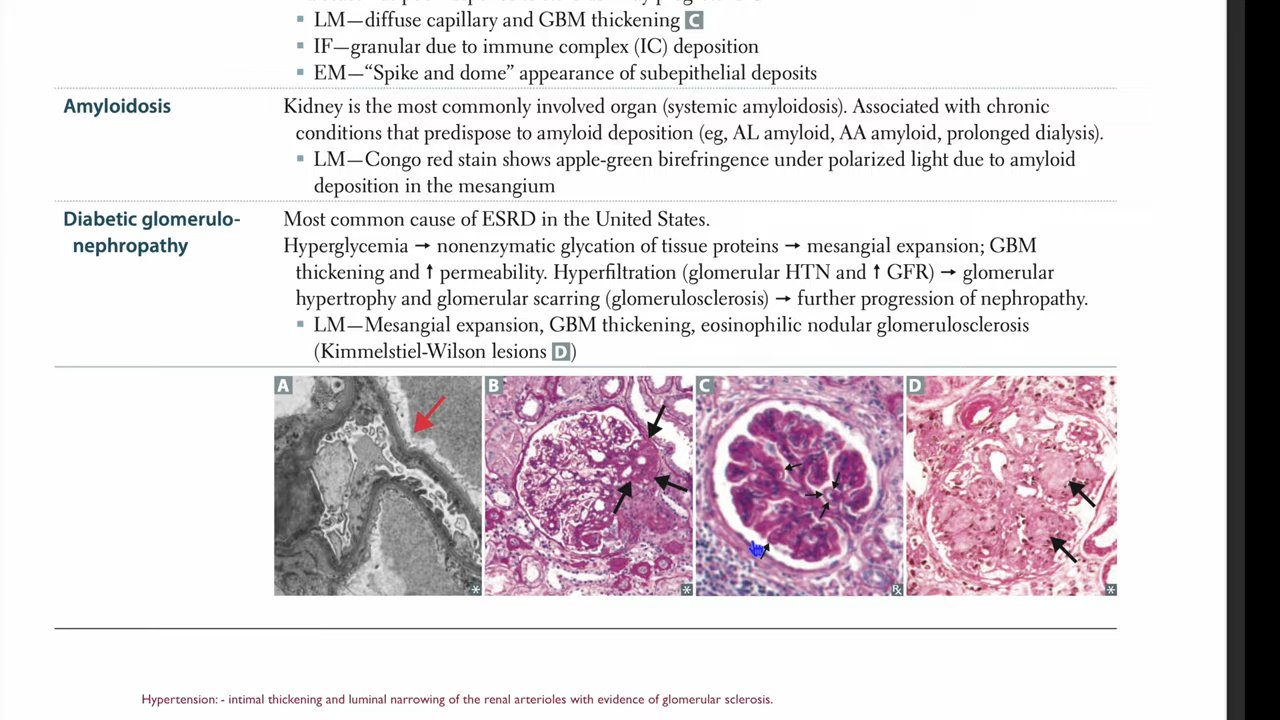 LM—diffuse capillary and GBM thickening C
IF—granular due to immune complex (IC) deposition
EM—“Spike and dome” appearance of subepithelial deposits
Amyloidosis
Kidney is the most commonly involved organ (systemic amyloidosis). Associated with chronic
conditions that predispose to amyloid deposition (eg, AL amyloid, AA amyloid, prolonged dialysis).
LM—Congo red stain shows apple-green birefringence under polarized light due to amyloid
deposition in the mesangium
Diabetic glomerulo-
nephropathy
Most common cause of ESRD in the United States.
Hyperglycemia → nonenzymatic glycation of tissue proteins → mesangial expansion; GBM
thickening and ↑ permeability. Hyperfiltration (glomerular HTN and ↑ GFR) → glomerular
hypertrophy and glomerular scarring (glomerulosclerosis) → further progression of nephropathy.
LM—Mesangial expansion, GBM thickening, eosinophilic nodular glomerulosclerosis
(Kimmelstiel-Wilson lesions D)
A B C D
* * ℞ *
Hypertension: - intimal thickening and luminal narrowing of the renal arterioles with evidence of glomerular sclerosis.